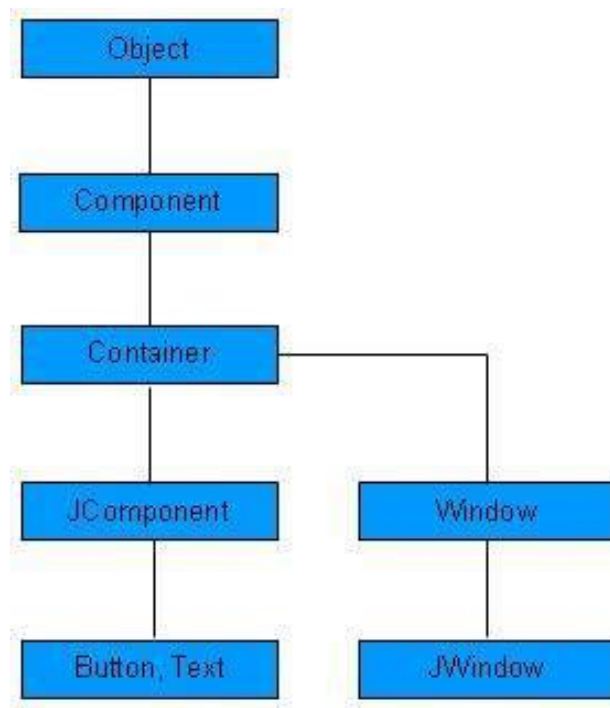 Object
Component
Container
JComponent
Window
Button, Text
JWindow